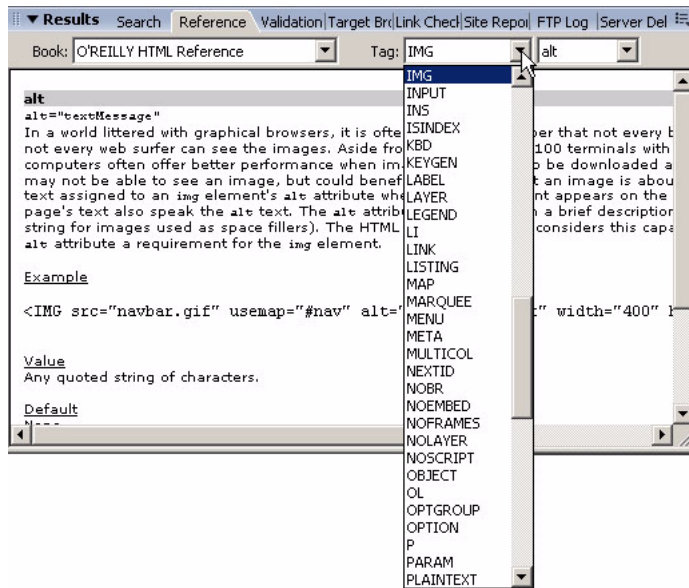 Results Search Reference Validation Target Bro Link Check Site Repor FTP Log Server Del
Book: O'REILLY HTML Reference Tag: IMG alt
alt
alt="textMessage"
In a world littered with graphical browsers, it is ofte ber that not every b
not every web surfer can see the images. Aside fro 100 terminals with
computers often offer better performance when im o be downloaded a
may not be able to see an image, but could benef t an image is abou
text assigned to an img element's alt attribute whe nt appears on the
page's text also speak the alt text. The alt attrib n a brief description
string for images used as space fillers). The HTML considers this capa
alt attribute a requirement for the img element.
Example
<IMG src="navbar.gif" usemap="#nav" alt=" " width="400"
Value
Any quoted string of characters.
Default
IMG
INPUT
INS
ISINDEX
KBD
KEYGEN
LABEL
LAYER
LEGEND
LI
LINK
LISTING
MAP
MARQUEE
MENU
META
MULTICOL
NEXTID
NOBR
NOEMBED
NOFRAMES
NOLAYER
NOSCRIPT
OBJECT
OL
OPTGROUP
OPTION
P
PARAM
PLAINTEXT